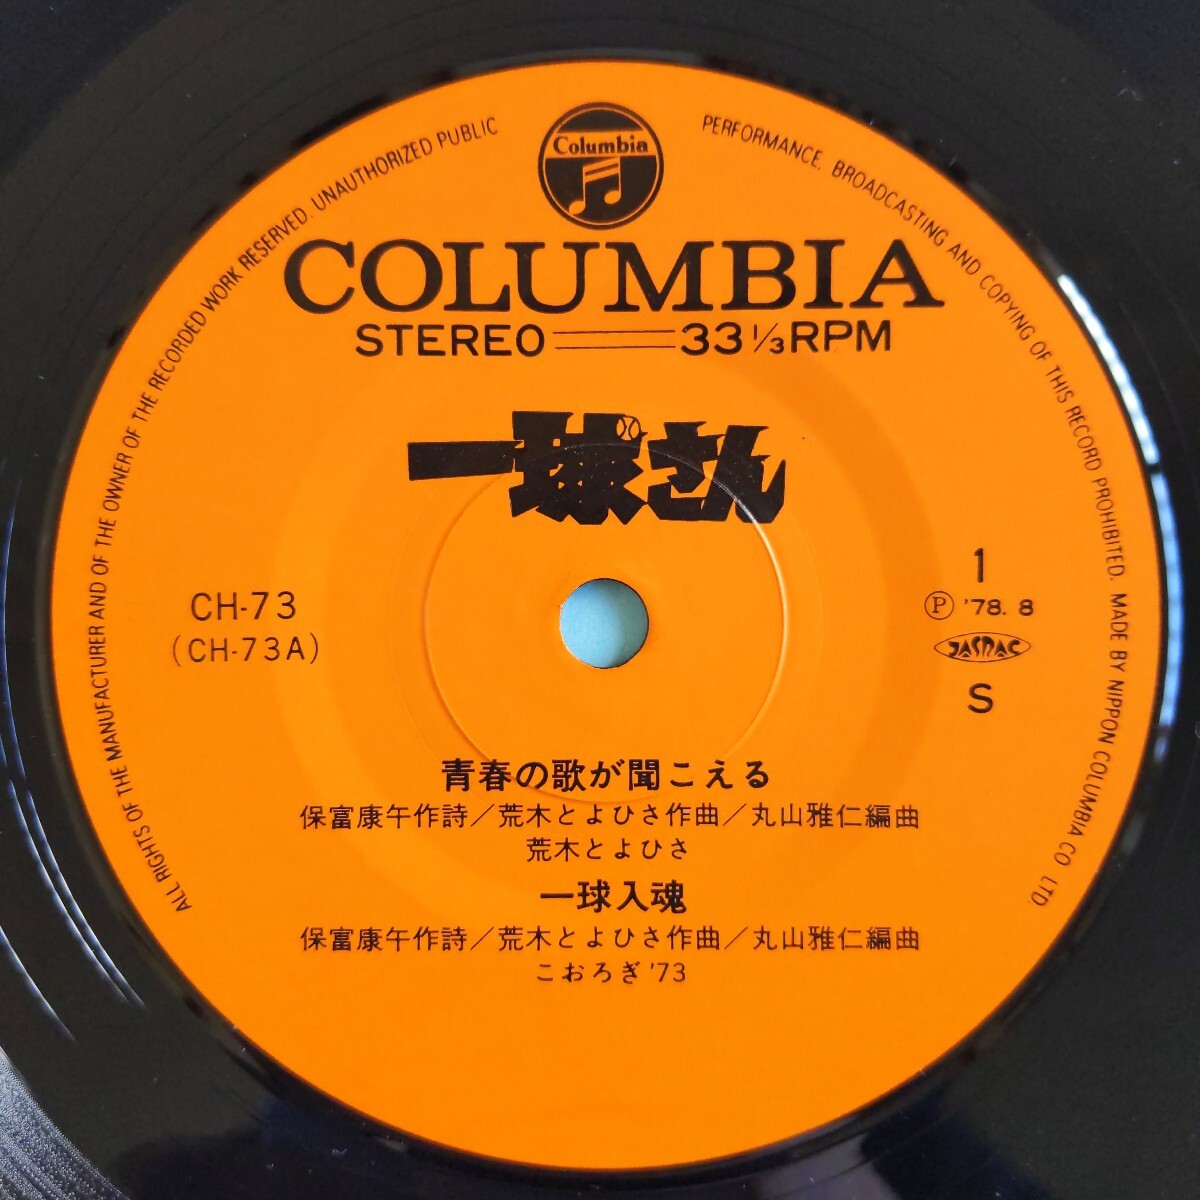 ALL RIGHTS OF THE MANUFACTURER AND OF THE OWNER OF THE RECORDED WORK RESERVED. UNAUTHORIZED PUBLIC PERFORMANCE, BROADCASTING AND COPYING OF THIS RECORD PROHIBITED. MADE BY NIPPON COLUMBIA CO. LTD.
Columbia
COLUMBIA
STEREO 33 1/3 RPM
一球さん
CH-73
(CH-73A)
1
Ⓟ '78. 8
JASRAC
S
青春の歌が聞こえる
保富康午作詩/荒木とよひさ作曲/丸山雅仁編曲
荒木とよひさ
一球入魂
保富康午作詩/荒木とよひさ作曲/丸山雅仁編曲
こおろぎ'73